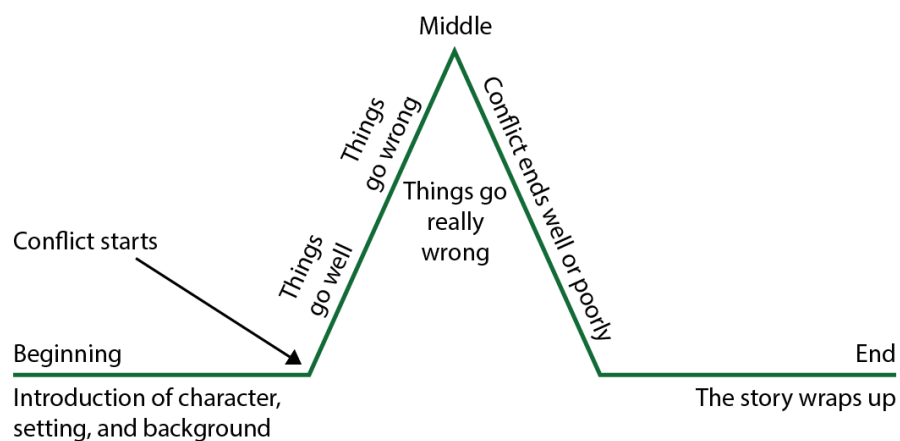 Middle
Things
go wrong
Conflict ends well or poorly
Things go
really
wrong
Conflict starts
Things
go well
Beginning
End
Introduction of character,
setting, and background
The story wraps up